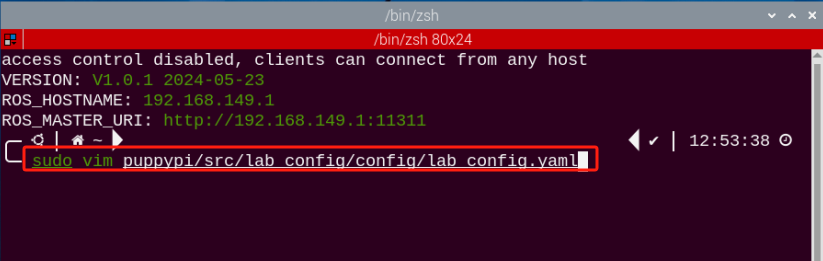 /bin/zsh
/bin/zsh 80x24
access control disabled, clients can connect from any host
VERSION: V1.0.1 2024-05-23
ROS_HOSTNAME: 192.168.149.1
ROS_MASTER_URI: http://192.168.149.1:11311
~ 12:53:38
sudo vim puppypi/src/lab_config/config/lab_config.yaml